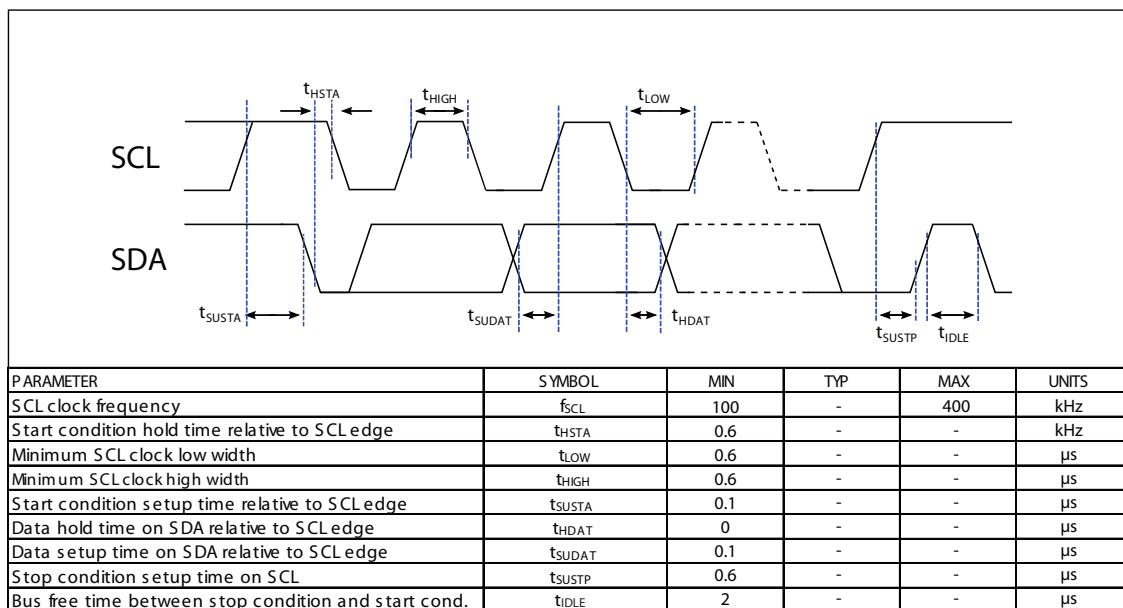 tHSTA
tHIGH
tLOW
SCL
SDA
tSUSTA
tSUDAT
tHDAT
tSUSTP
tIDLE
PARAMETER SYMBOL MIN TYP MAX UNITS
SCL clock frequency fSCL 100 - 400 kHz
Start condition hold time relative to SCL edge tHSTA 0.6 - - kHz
Minimum SCL clock low width tLOW 0.6 - - µs
Minimum SCL clock high width tHIGH 0.6 - - µs
Start condition setup time relative to SCL edge tSUSTA 0.1 - - µs
Data hold time on SDA relative to SCL edge tHDAT 0 - - µs
Data setup time on SDA relative to SCL edge tSUDAT 0.1 - - µs
Stop condition setup time on SCL tSUSTP 0.6 - - µs
Bus free time between stop condition and start cond. tIDLE 2 - - µs